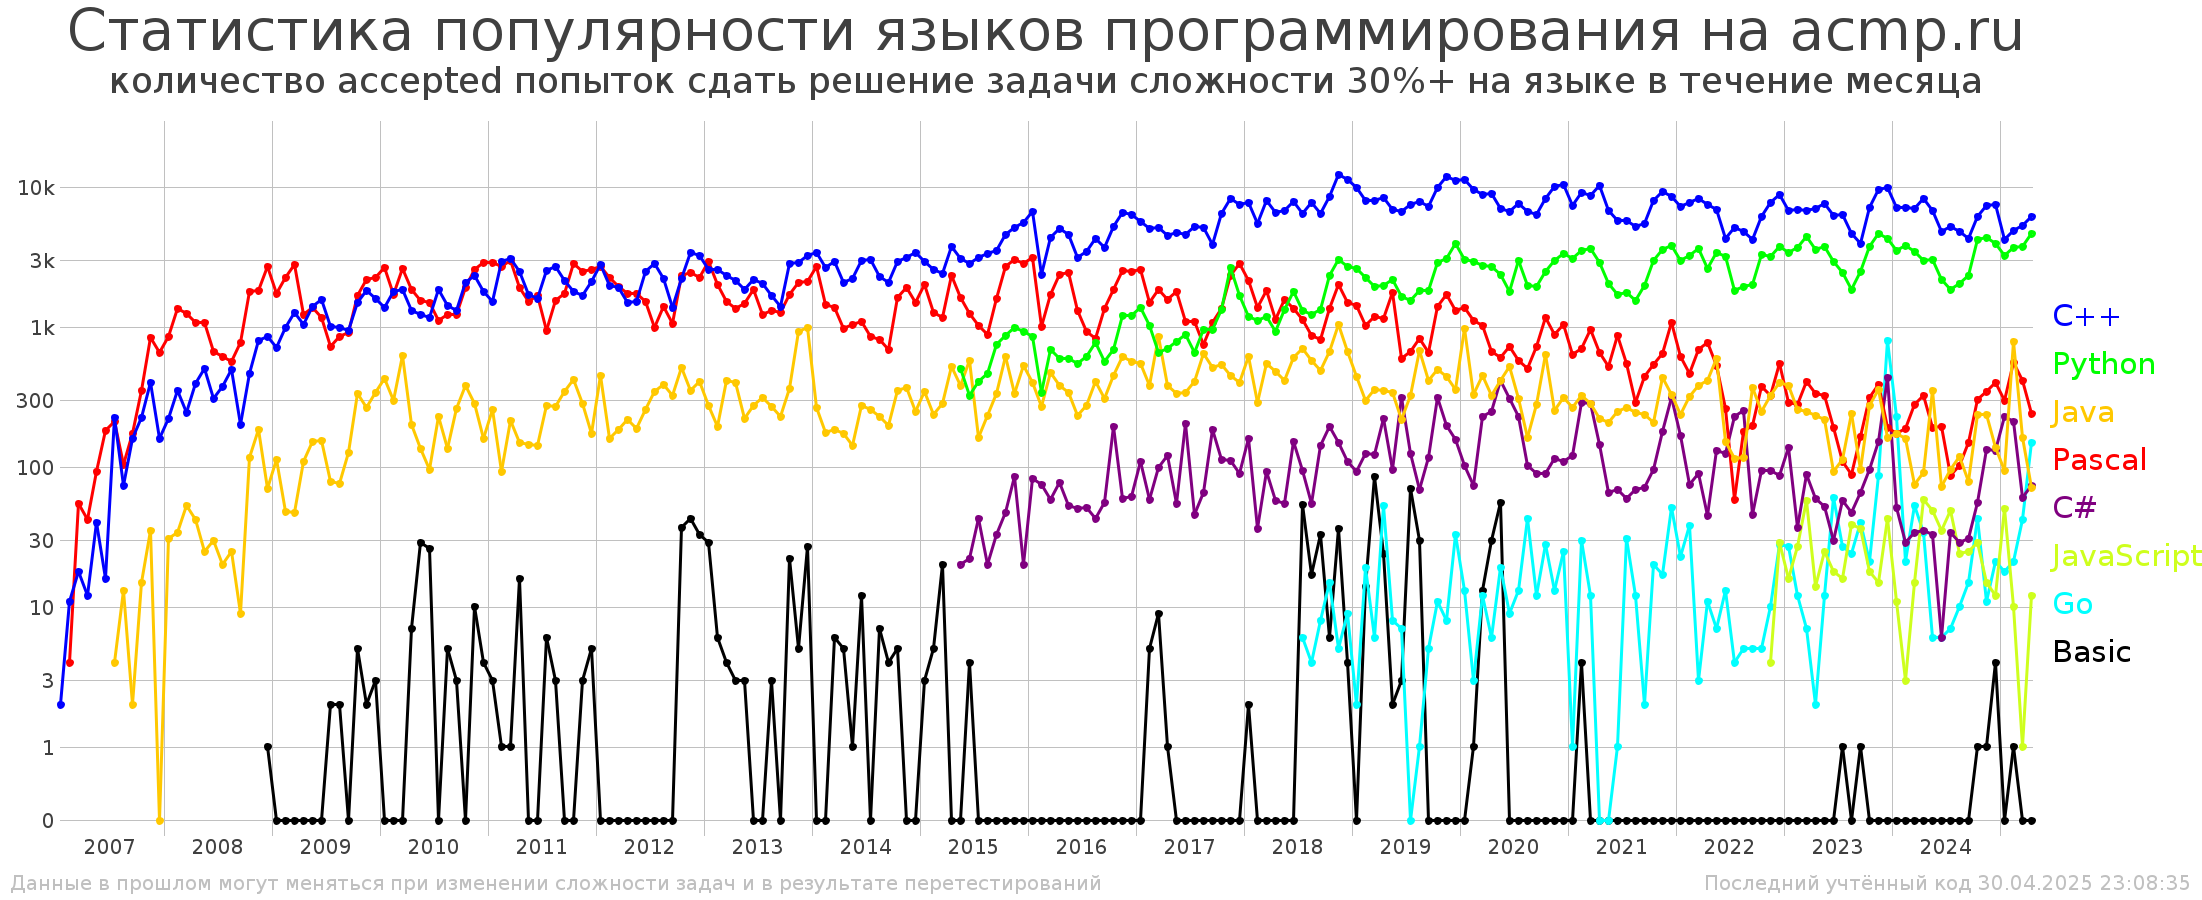 Статистика популярности языков программирования на acmp.ru
количество accepted попыток сдать решение задачи сложности 30%+ на языке в течение месяца
10k
3k
1k
300
100
30
10
3
1
0
C++
Python
Java
Pascal
C#
JavaScript
Go
Basic
2007 2008 2009 2010 2011 2012 2013 2014 2015 2016 2017 2018 2019 2020 2021 2022 2023 2024
Данные в прошлом могут меняться при изменении сложности задач и в результате перетестирований
Последний учтённый код 30.04.2025 23:08:35